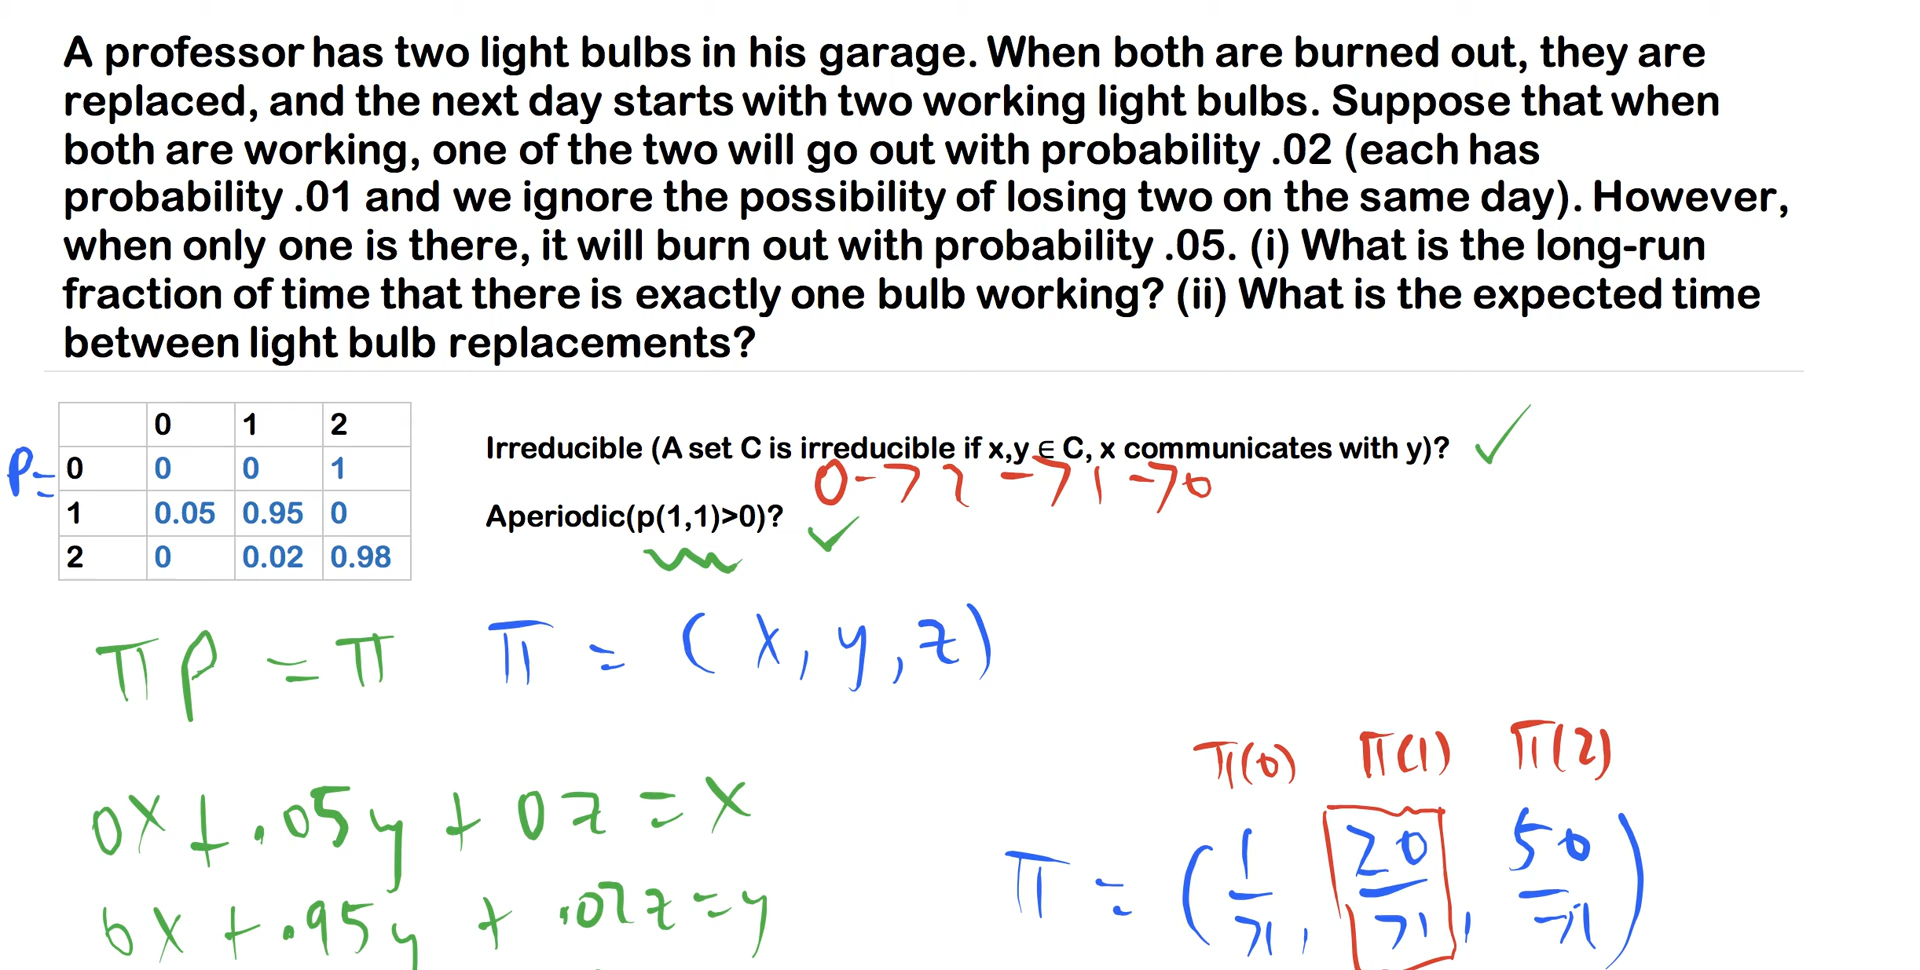 A professor has two light bulbs in his garage. When both are burned out, they are
replaced, and the next day starts with two working light bulbs. Suppose that when
both are working, one of the two will go out with probability .02 (each has
probability .01 and we ignore the possibility of losing two on the same day). However,
when only one is there, it will burn out with probability .05. (i) What is the long-run
fraction of time that there is exactly one bulb working? (ii) What is the expected time
between light bulb replacements?
0 1 2
P= 0 0 0 1
1 0.05 0.95 0
2 0 0.02 0.98
Irreducible (A set C is irreducible if x,y ∈ C, x communicates with y)? ✓
0->2->1->0
Aperiodic(p(1,1)>0)? ✓
πP = π
π = (x, y, z)
0x + .05y + 0z = x
0x + .95y + .02z = y
π(0) π(1) π(2)
π = (1/71, 20/71, 50/71)